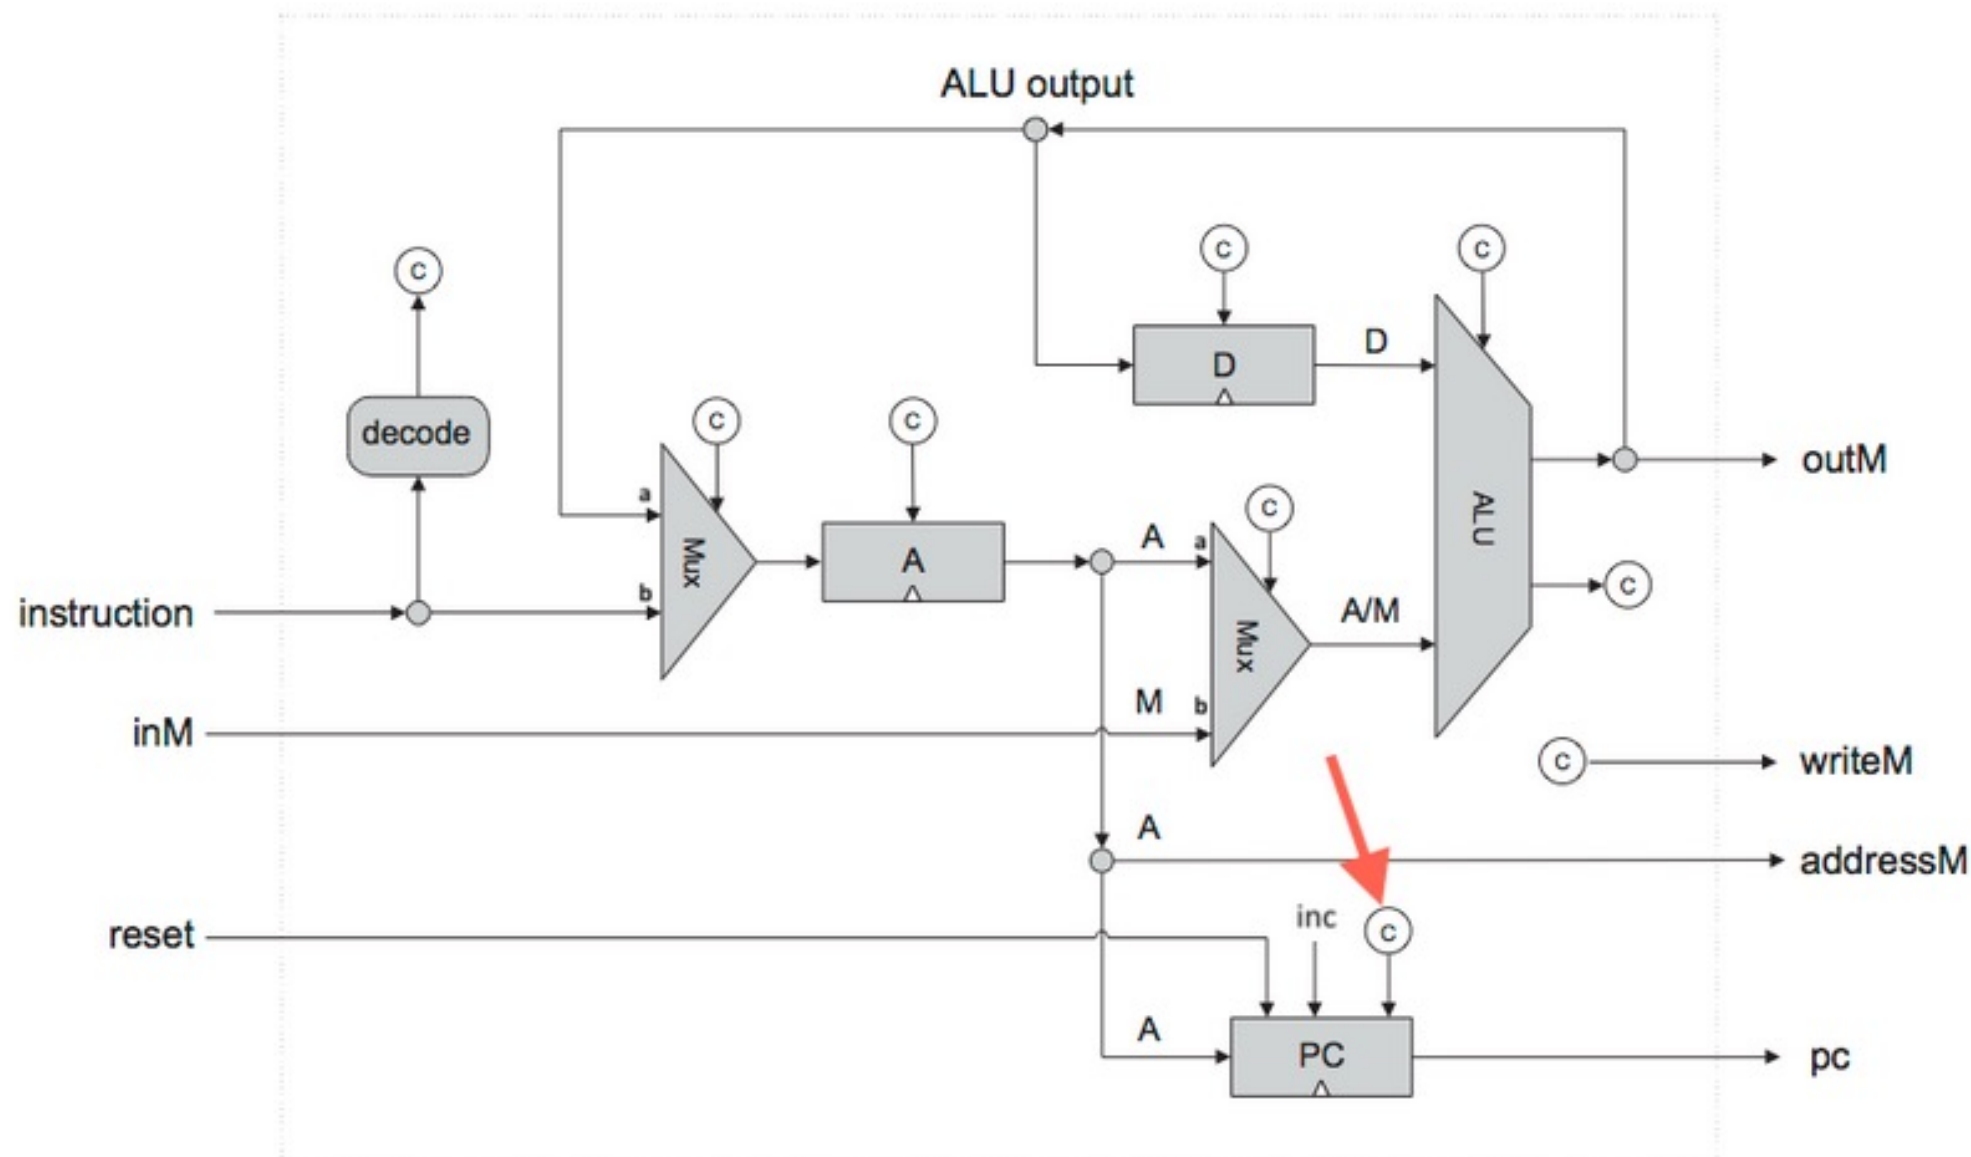 ALU output
c
c
c
decode
D
D
c
c
a
Mux
b
A
A
a
c
Mux
A/M
ALU
outM
c
instruction
inM
M
b
c
writeM
A
addressM
reset
inc
c
A
PC
pc